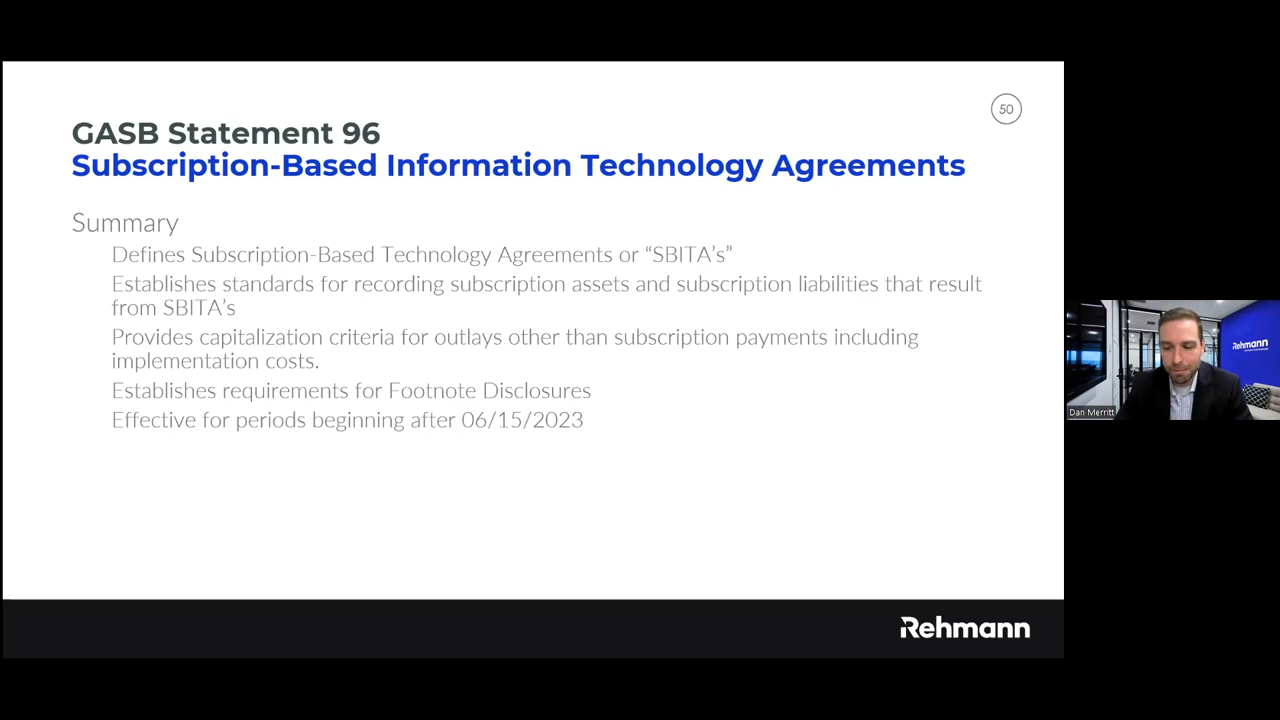 50
GASB Statement 96
Subscription-Based Information Technology Agreements
Summary
Defines Subscription-Based Technology Agreements or “SBITA’s”
Establishes standards for recording subscription assets and subscription liabilities that result
from SBITA’s
Provides capitalization criteria for outlays other than subscription payments including
implementation costs.
Establishes requirements for Footnote Disclosures
Effective for periods beginning after 06/15/2023
Rehmann
Rehmann
Dan Merritt